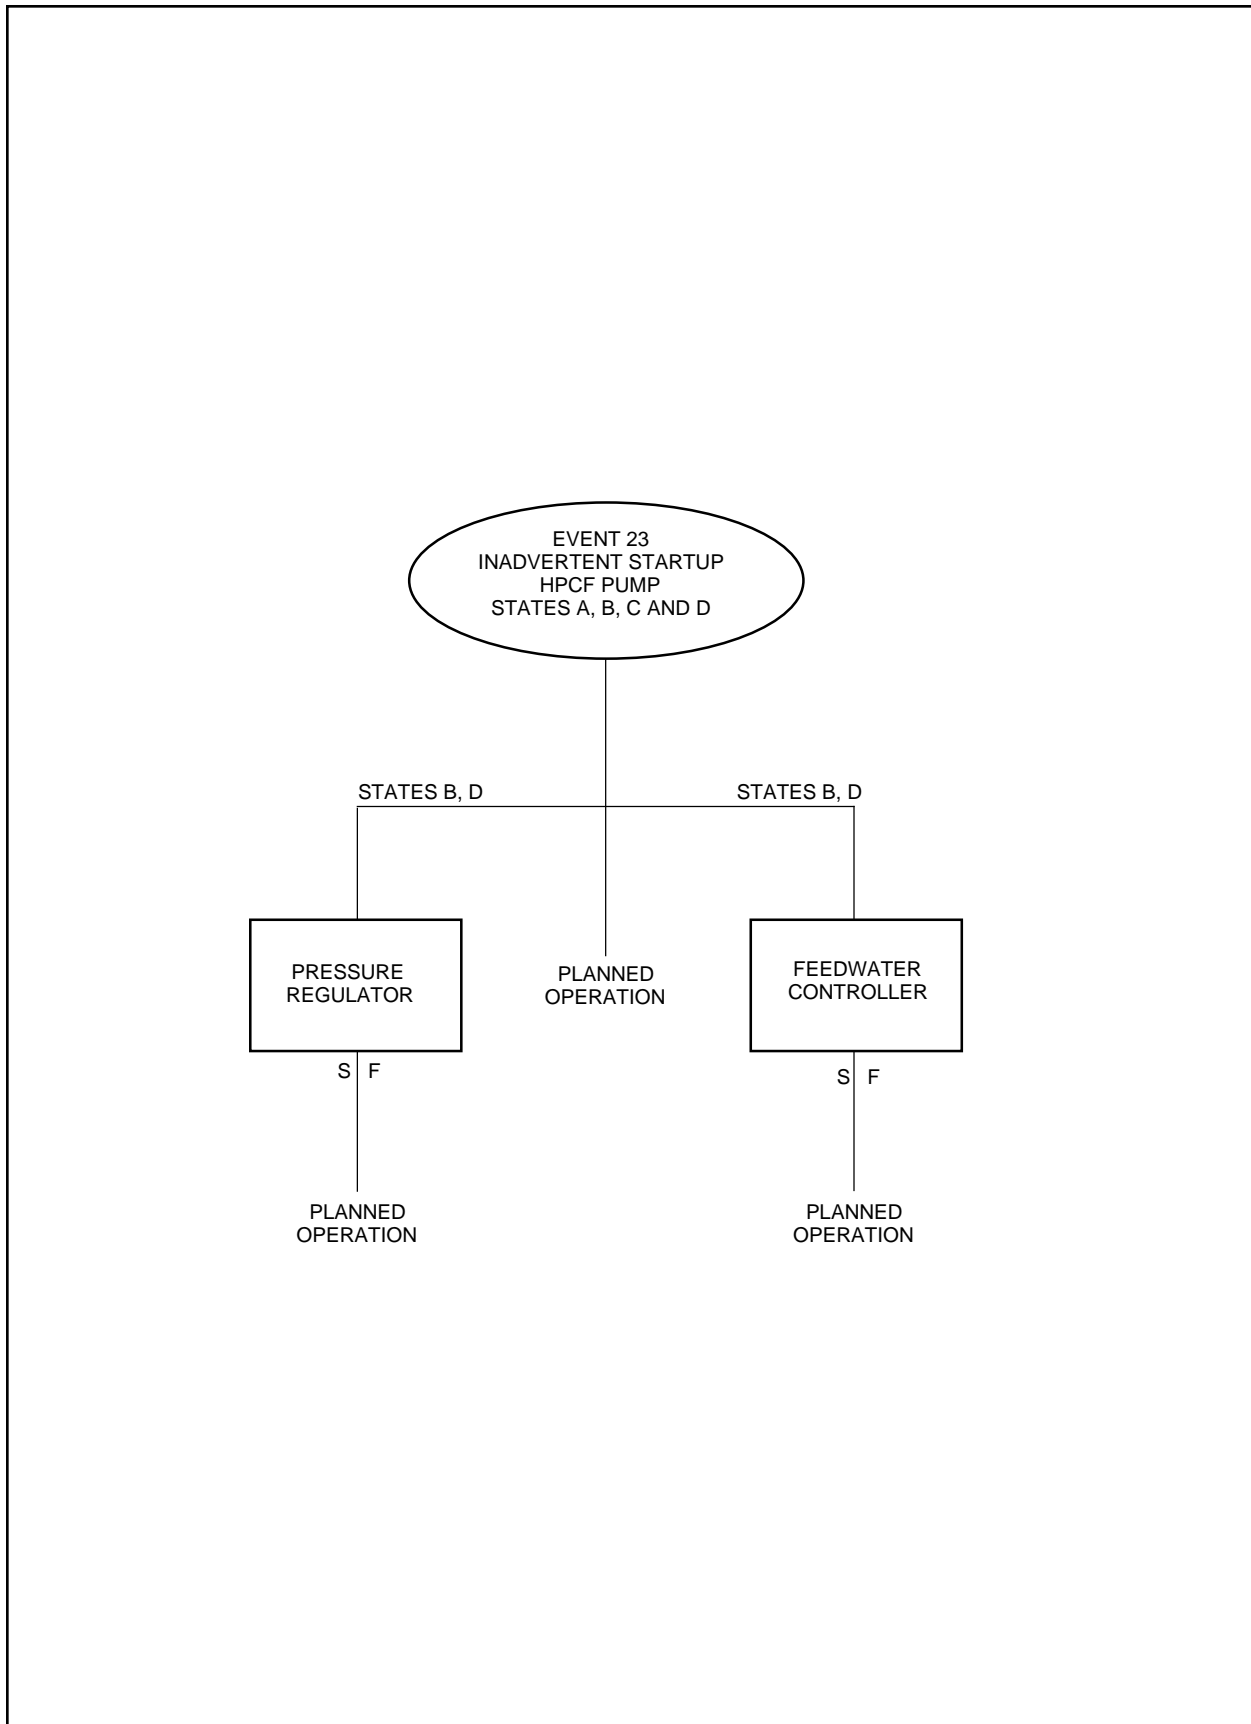 EVENT 23
INADVERTENT STARTUP
HPCF PUMP
STATES A, B, C AND D
STATES B, D
STATES B, D
PRESSURE
REGULATOR
PLANNED
OPERATION
FEEDWATER
CONTROLLER
S F
S F
PLANNED
OPERATION
PLANNED
OPERATION